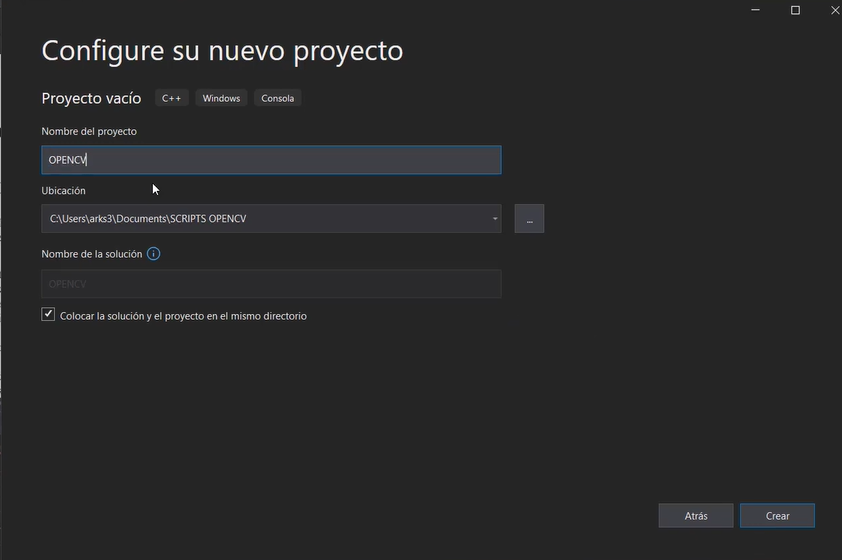 Configure su nuevo proyecto
Proyecto vacío C++ Windows Consola
Nombre del proyecto
OPENCV
Ubicación
C:\Users\arks3\Documents\SCRIPTS OPENCV ...
Nombre de la solución
OPENCV
Colocar la solución y el proyecto en el mismo directorio
Atrás Crear